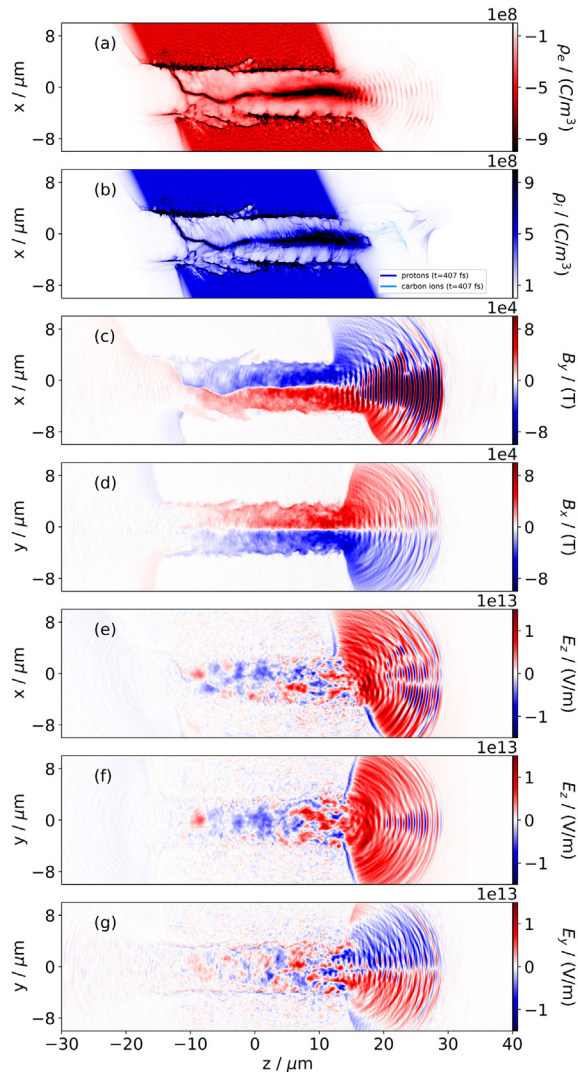 1e8
8
0
−8
x / μm
(a)
−1
−5
−9
ρe / (C/m³)
1e8
8
0
−8
x / μm
(b)
protons (t=407 fs)
carbon ions (t=407 fs)
9
5
1
ρi / (C/m³)
1e4
8
0
−8
x / μm
(c)
8
0
−8
By / (T)
1e4
8
0
−8
y / μm
(d)
8
0
−8
Bx / (T)
1e13
8
0
−8
x / μm
(e)
1
0
−1
Ez / (V/m)
1e13
8
0
−8
y / μm
(f)
1
0
−1
Ez / (V/m)
1e13
8
0
−8
y / μm
(g)
1
0
−1
Ey / (V/m)
−30 −20 −10 0 10 20 30 40
z / μm